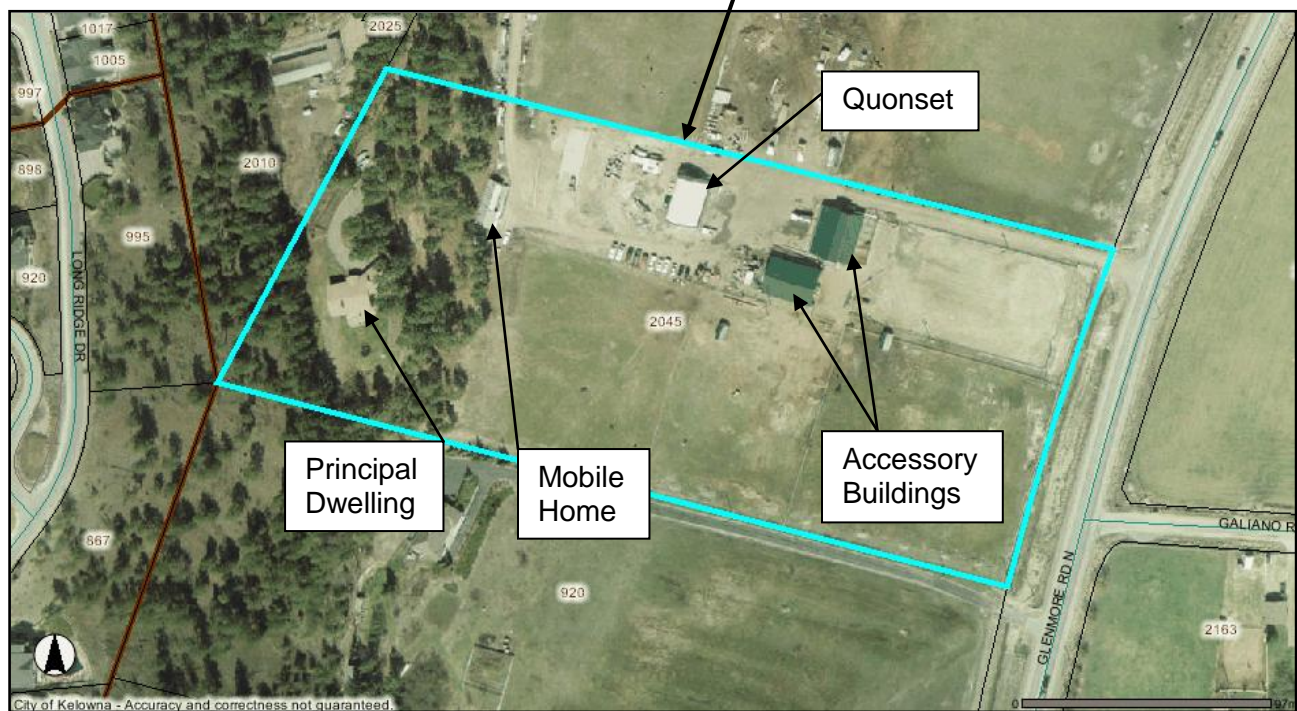 1017
2025
1005
997
Quonset
898
2010
995
920
LONG RIDGE DR
2045
Principal
Dwelling
Mobile
Home
Accessory
Buildings
GALIANO R
867
920
GLENMORE RD N
2163
City of Kelowna - Accuracy and correctness not guaranteed.
0